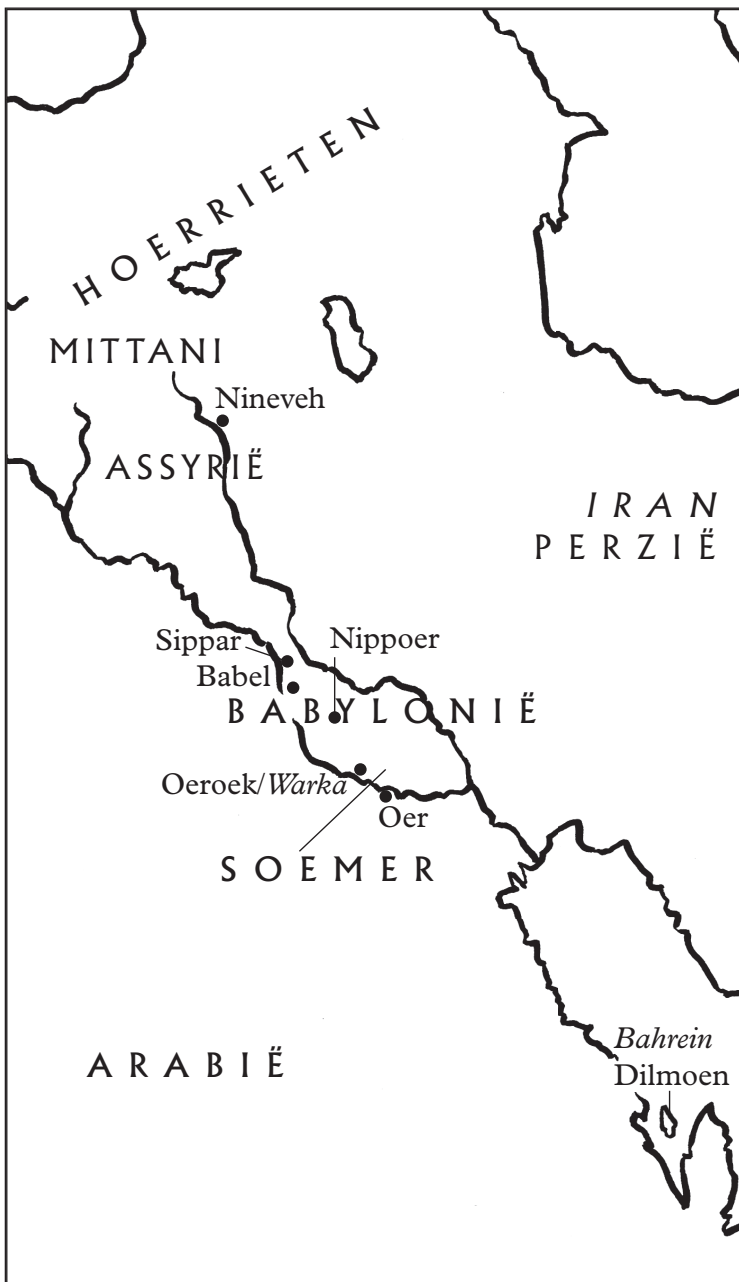 HOERRIETEN
MITTANI
Nineveh
ASSYRIË
IRAN
PERZIË
Sippar
Nippoer
Babel
BABYLONIË
Oeroek/Warka
Oer
SOEMER
ARABIË
Bahrein
Dilmoen